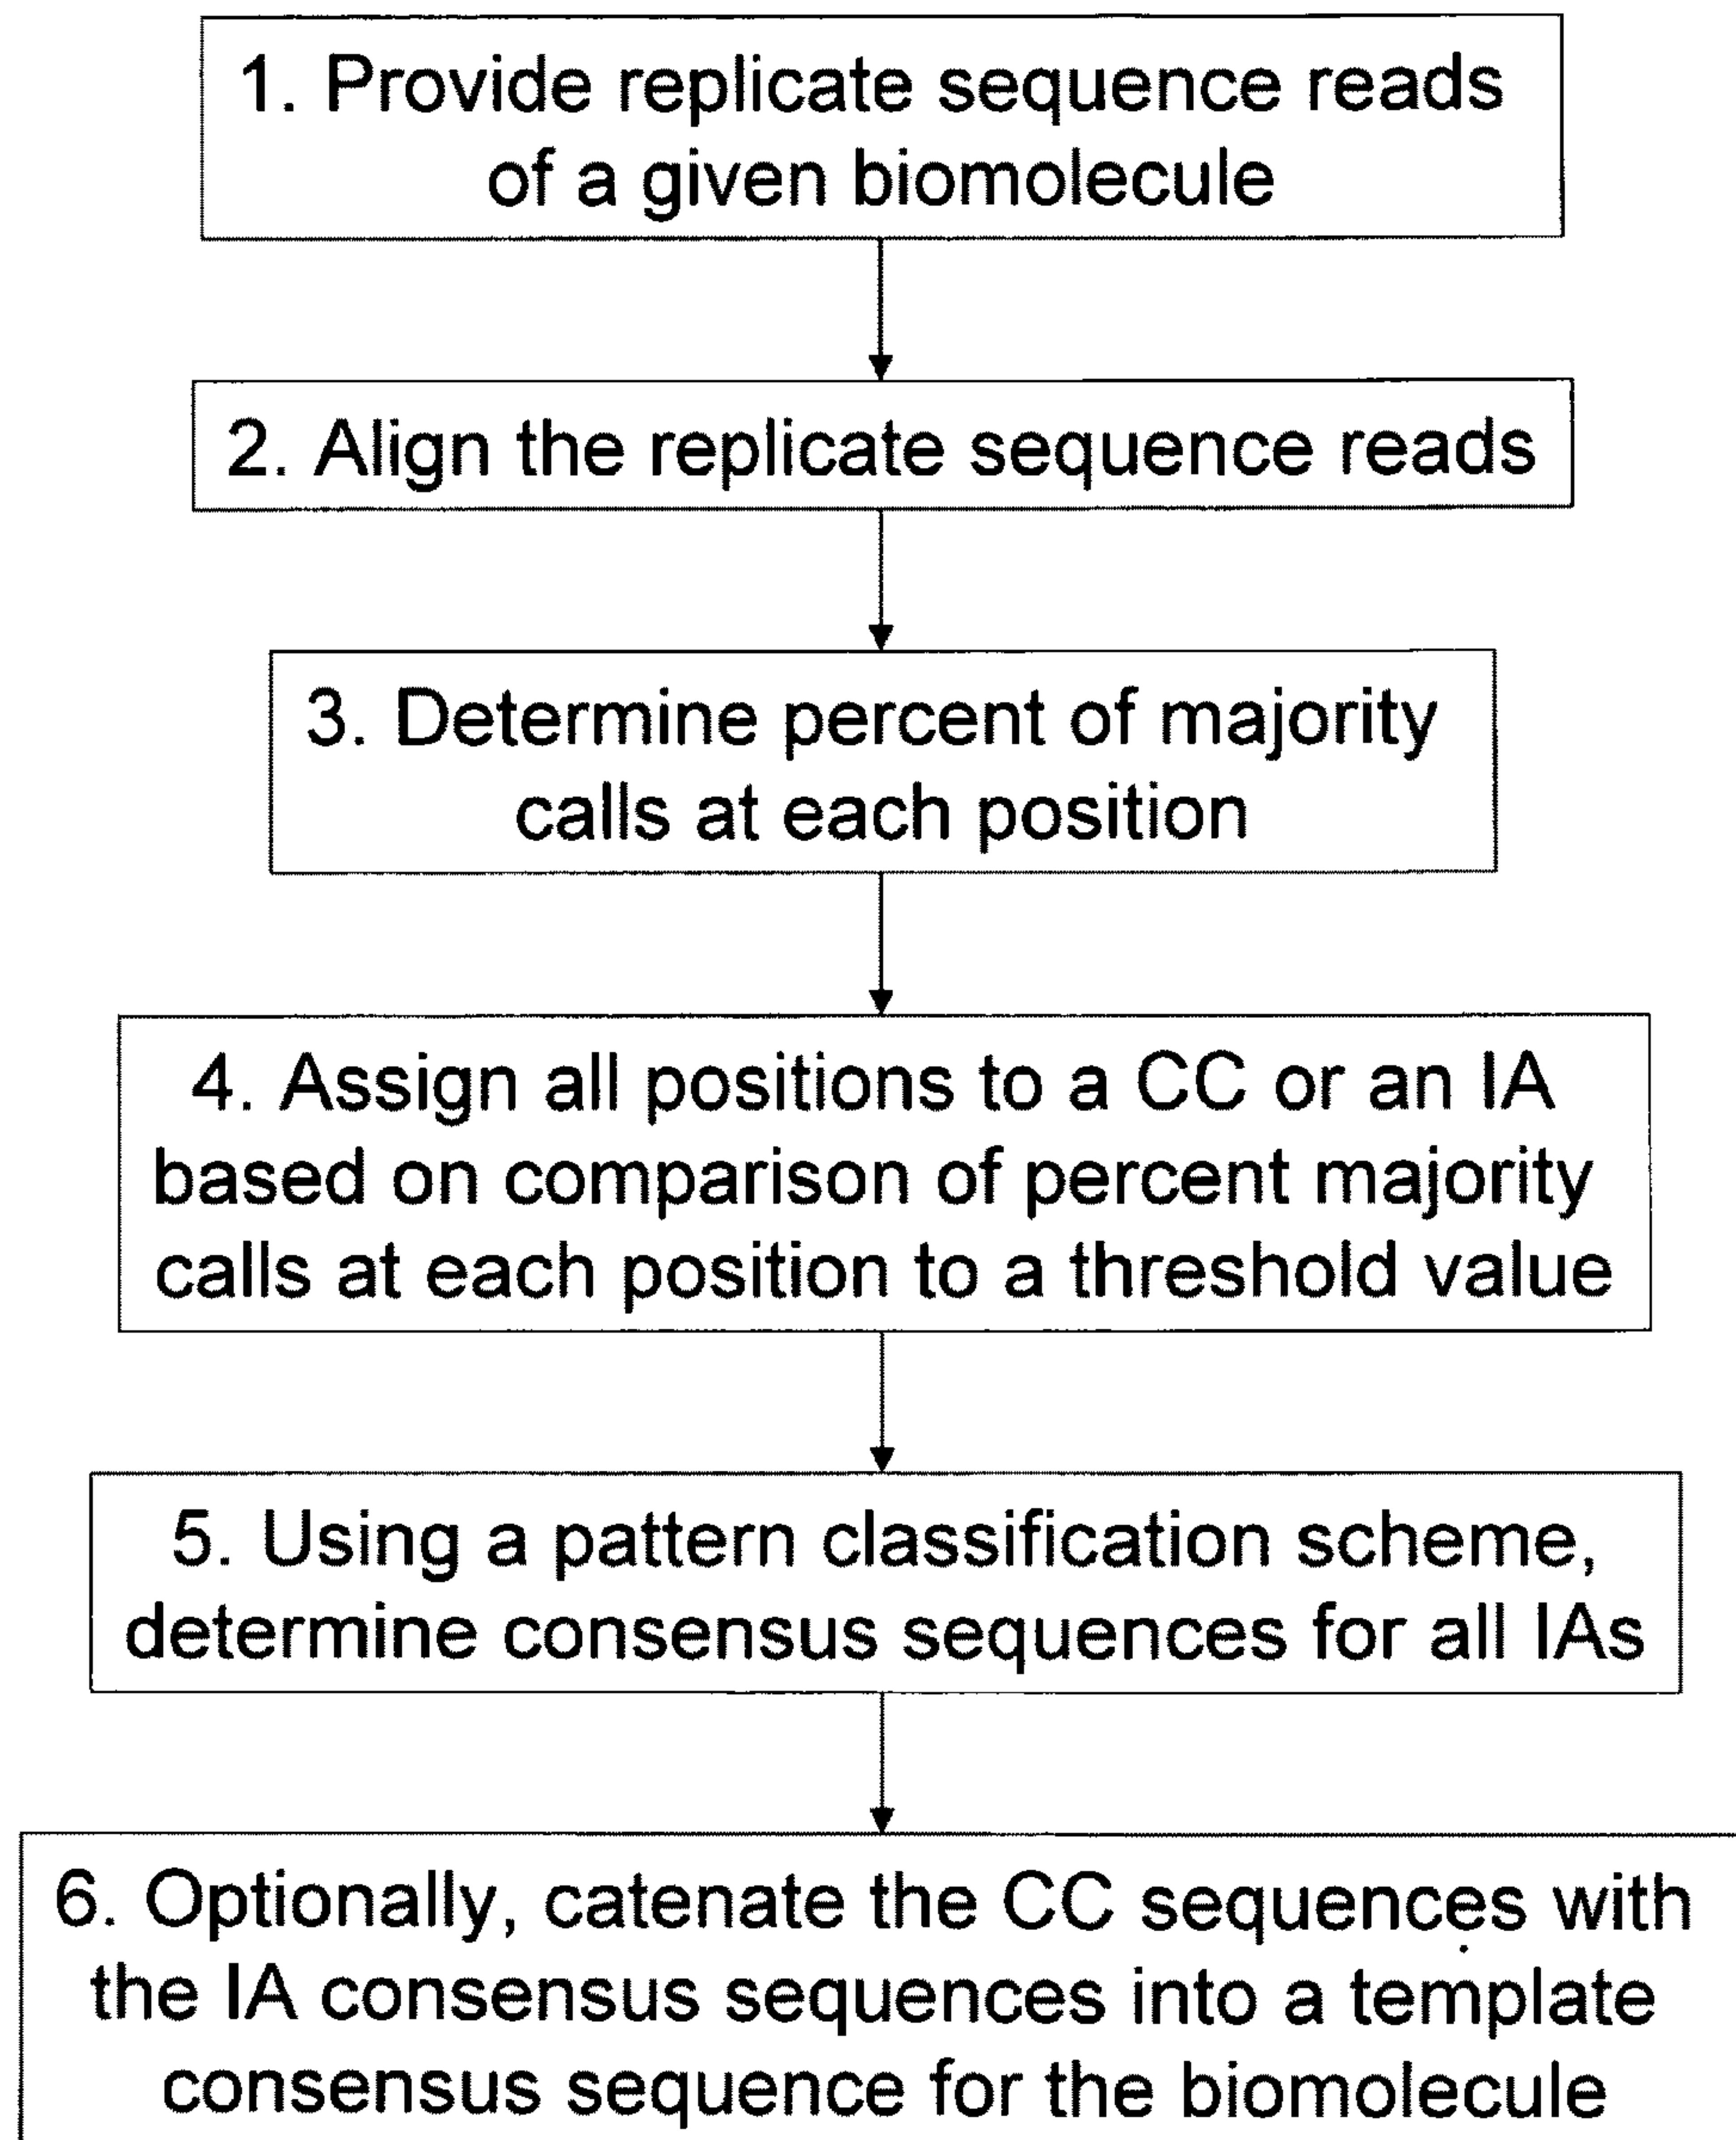 1. Provide replicate sequence reads
of a given biomolecule
2. Align the replicate sequence reads
3. Determine percent of majority
calls at each position
4. Assign all positions to a CC or an IA
based on comparison of percent majority
calls at each position to a threshold value
5. Using a pattern classification scheme,
determine consensus sequences for all IAs
6. Optionally, catenate the CC sequences with
the IA consensus sequences into a template
consensus sequence for the biomolecule